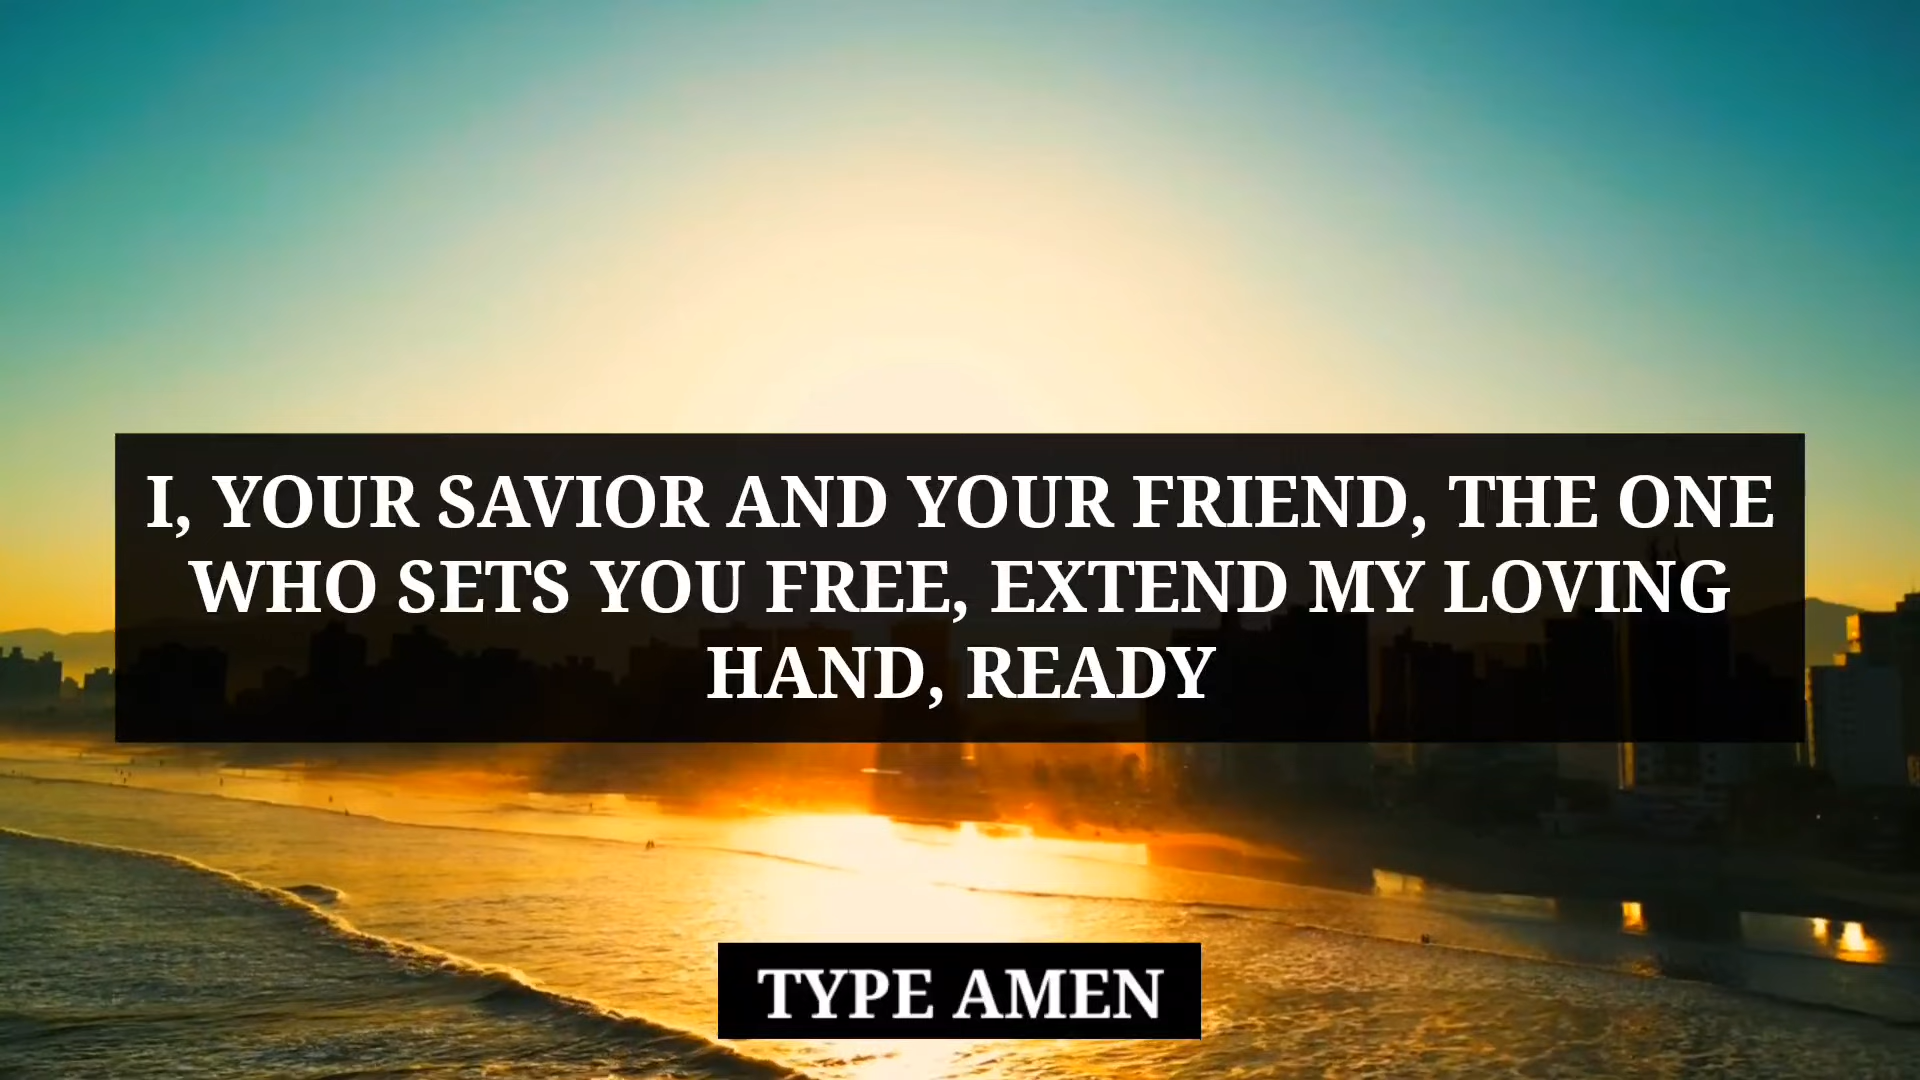 I, YOUR SAVIOR AND YOUR FRIEND, THE ONE
WHO SETS YOU FREE, EXTEND MY LOVING
HAND, READY
TYPE AMEN